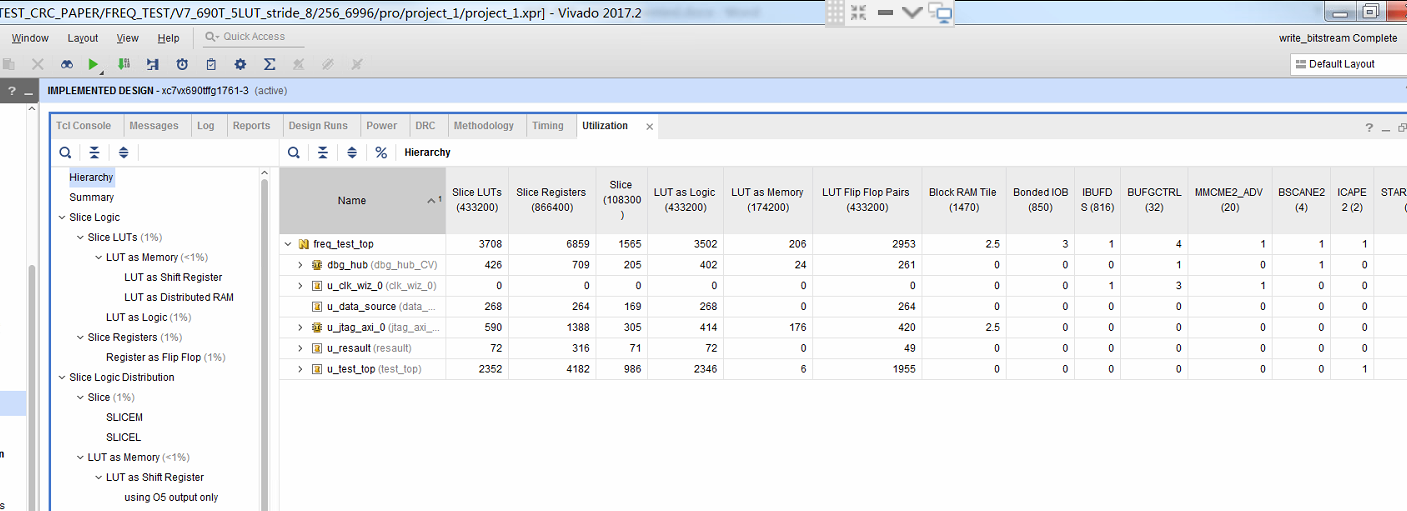 TEST_CRC_PAPER/FREQ_TEST/V7_690T_5LUT_stride_8/256_6996/pro/project_1/project_1.xpr] - Vivado 2017.2
Window Layout View Help Quick Access write_bitstream Complete
Default Layout
? IMPLEMENTED DESIGN - xc7vx690tffg1761-3 (active)
Tcl Console Messages Log Reports Design Runs Power DRC Methodology Timing Utilization × ?
% Hierarchy
Hierarchy
Summary
Slice Logic
Slice LUTs (1%)
LUT as Memory (<1%)
LUT as Shift Register
LUT as Distributed RAM
LUT as Logic (1%)
Slice Registers (1%)
Register as Flip Flop (1%)
Slice Logic Distribution
Slice (1%)
SLICEM
SLICEL
LUT as Memory (<1%)
LUT as Shift Register
using O5 output only
Name 1 Slice LUTs (433200) Slice Registers (866400) Slice (108300) LUT as Logic (433200) LUT as Memory (174200) LUT Flip Flop Pairs (433200) Block RAM Tile (1470) Bonded IOB (850) IBUFDS (816) BUFGCTRL (32) MMCME2_ADV (20) BSCANE2 (4) ICAPE2 (2) STAR
freq_test_top 3708 6859 1565 3502 206 2953 2.5 3 1 4 1 1 1
dbg_hub (dbg_hub_CV) 426 709 205 402 24 261 0 0 0 1 0 1 0
u_clk_wiz_0 (clk_wiz_0) 0 0 0 0 0 0 0 0 1 3 1 0 0
u_data_source (data_... 268 264 169 268 0 264 0 0 0 0 0 0 0
u_jtag_axi_0 (jtag_axi_... 590 1388 305 414 176 420 2.5 0 0 0 0 0 0
u_resault (resault) 72 316 71 72 0 49 0 0 0 0 0 0 0
u_test_top (test_top) 2352 4182 986 2346 6 1955 0 0 0 0 0 0 1